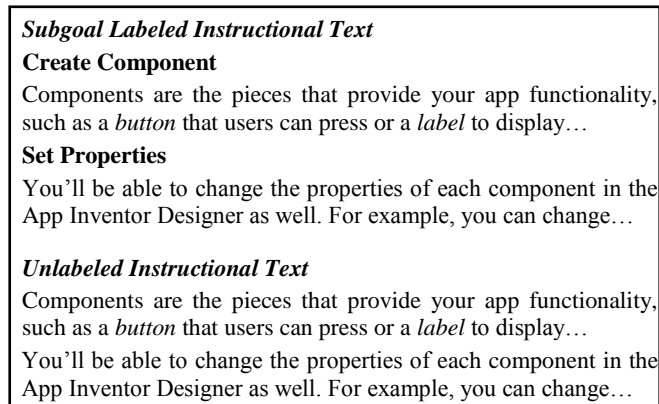 Subgoal Labeled Instructional Text
Create Component
Components are the pieces that provide your app functionality,
such as a button that users can press or a label to display…
Set Properties
You’ll be able to change the properties of each component in the
App Inventor Designer as well. For example, you can change…
Unlabeled Instructional Text
Components are the pieces that provide your app functionality,
such as a button that users can press or a label to display…
You’ll be able to change the properties of each component in the
App Inventor Designer as well. For example, you can change…